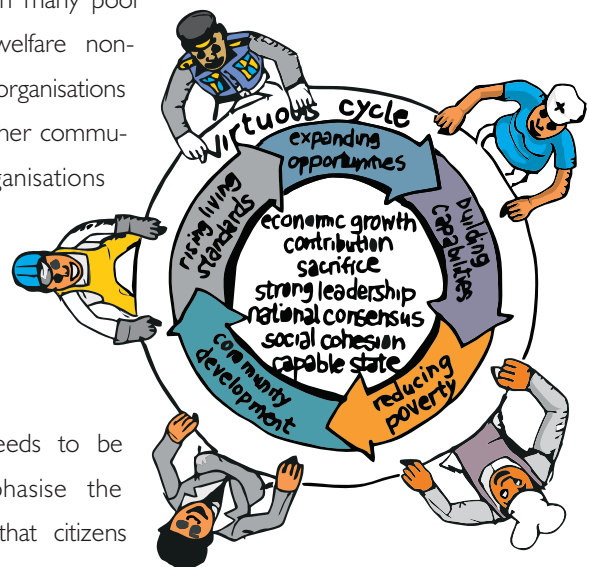 n many poor
welfare non-
organisations
her commu-
ganisations
virtuous cycle
expanding
opportunities
building
capabilities
reducing
poverty
community
development
rising living
standards
economic growth
contribution
sacrifice
strong leadership
national consensus
social cohesion
capable state
eeds to be
phasise the
that citizens